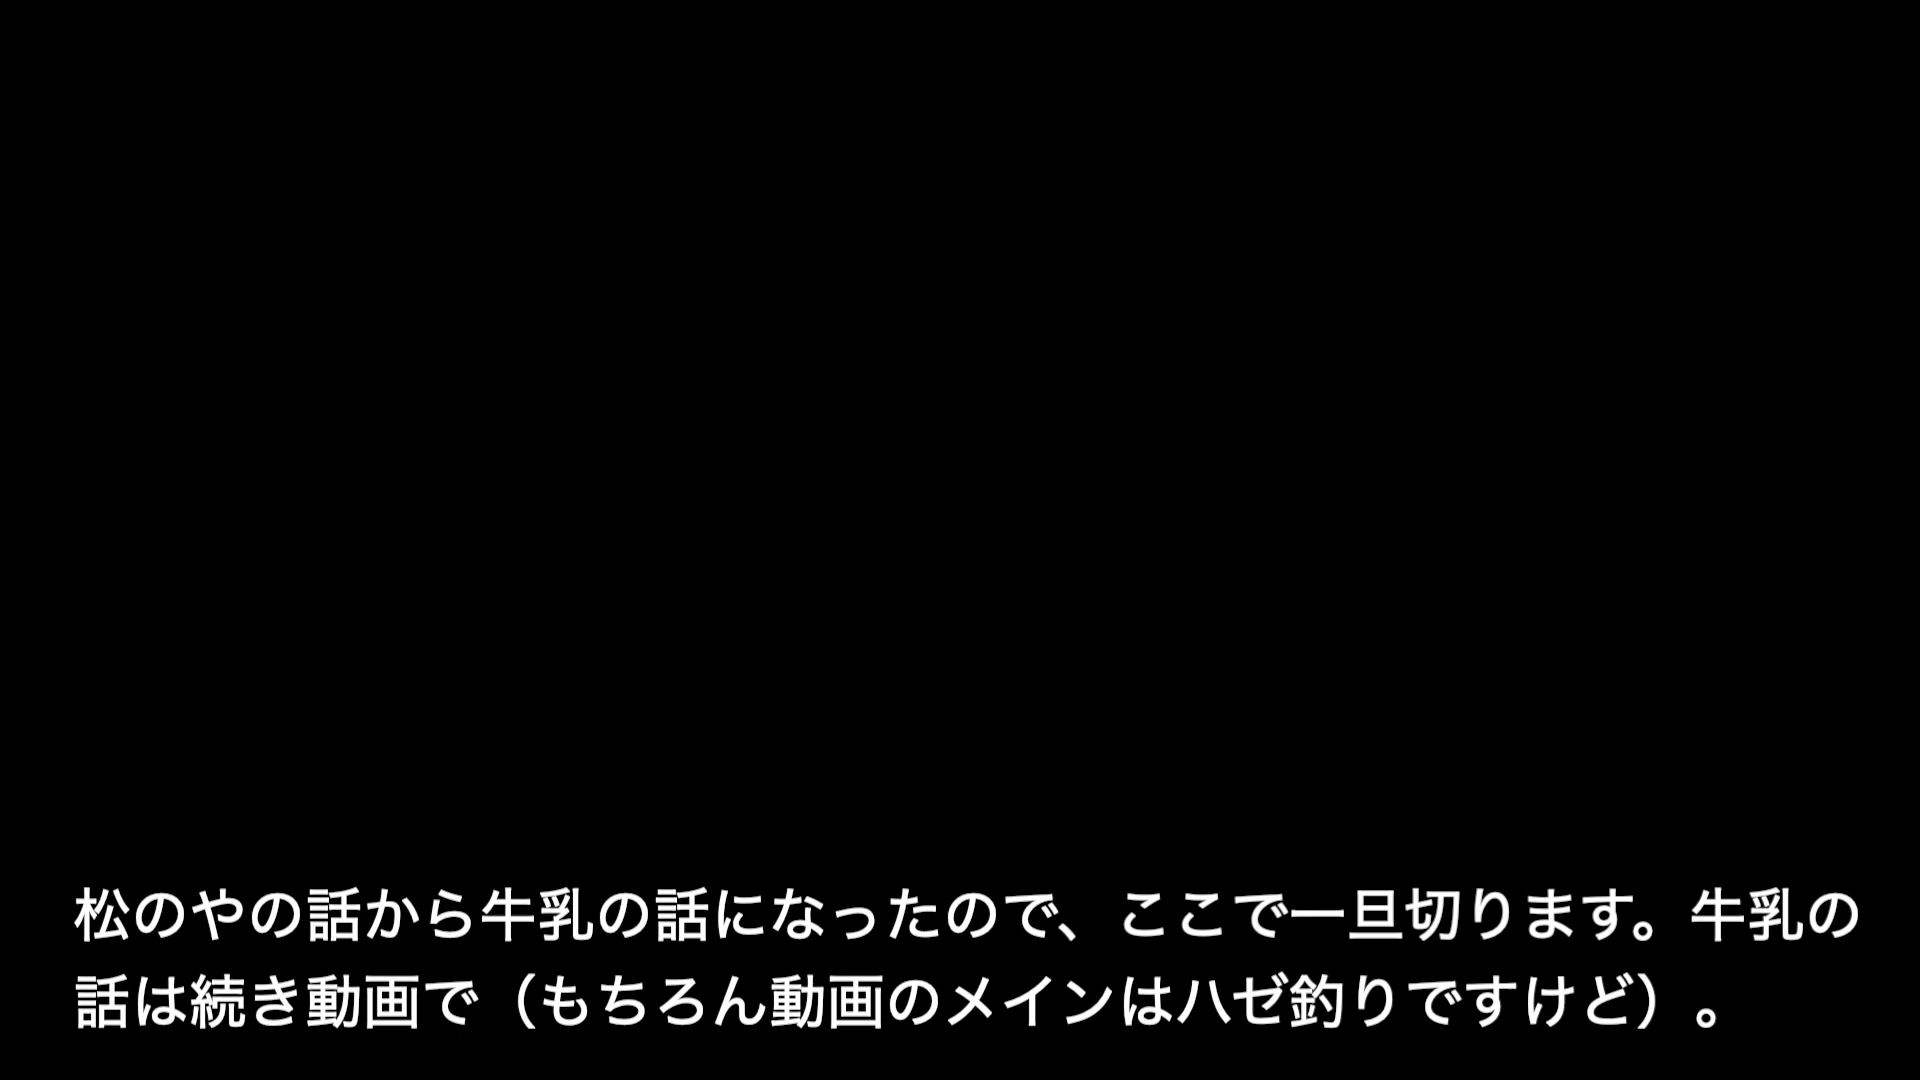 松のやの話から牛乳の話になったので、ここで一旦切ります。牛乳の
話は続き動画で（もちろん動画のメインはハゼ釣りですけど）。